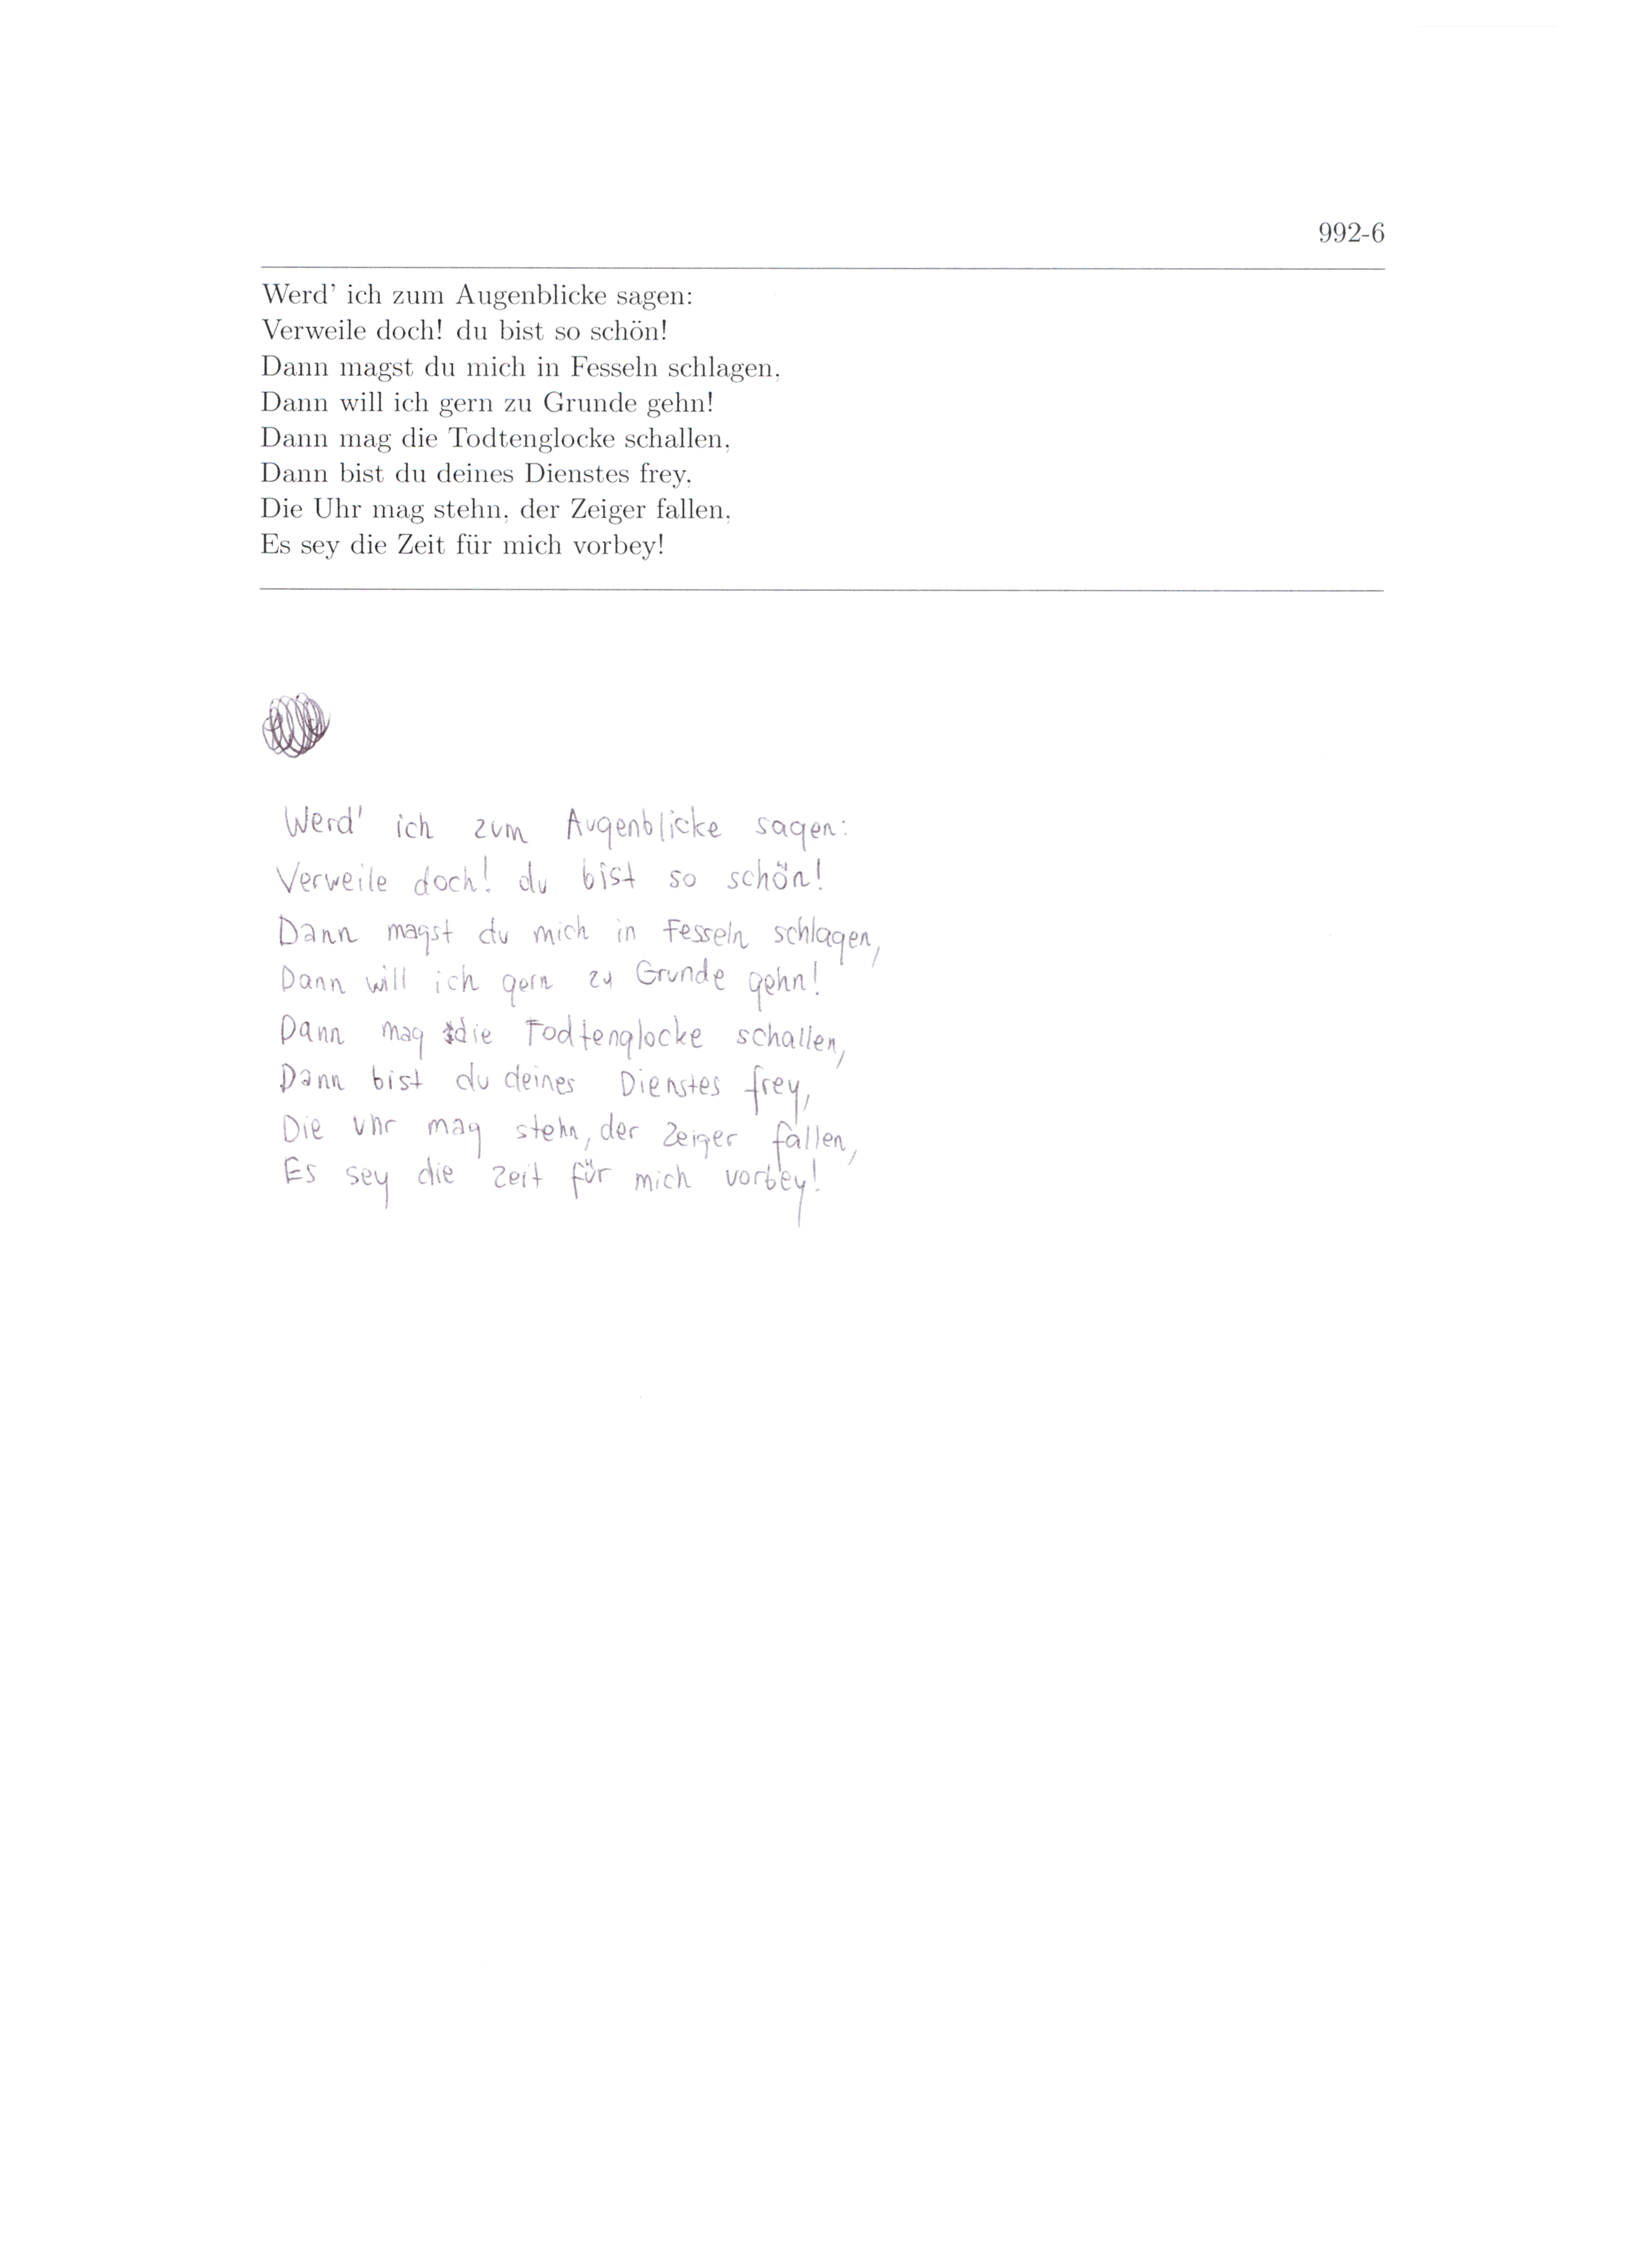 992-6
Werd' ich zum Augenblicke sagen:
Verweile doch! du bist so schön!
Dann magst du mich in Fesseln schlagen,
Dann will ich gern zu Grunde gehn!
Dann mag die Todtenglocke schallen,
Dann bist du deines Dienstes frey,
Die Uhr mag stehn, der Zeiger fallen,
Es sey die Zeit für mich vorbey!
Werd' ich zum Augenblicke sagen:
Verweile doch! du bist so schön!
Dann magst du mich in Fesseln schlagen,
Dann will ich gern zu Grunde gehn!
Dann mag die Todtenglocke schallen,
Dann bist du deines Dienstes frey,
Die Uhr mag stehn, der Zeiger fallen,
Es sey die Zeit für mich vorbey!